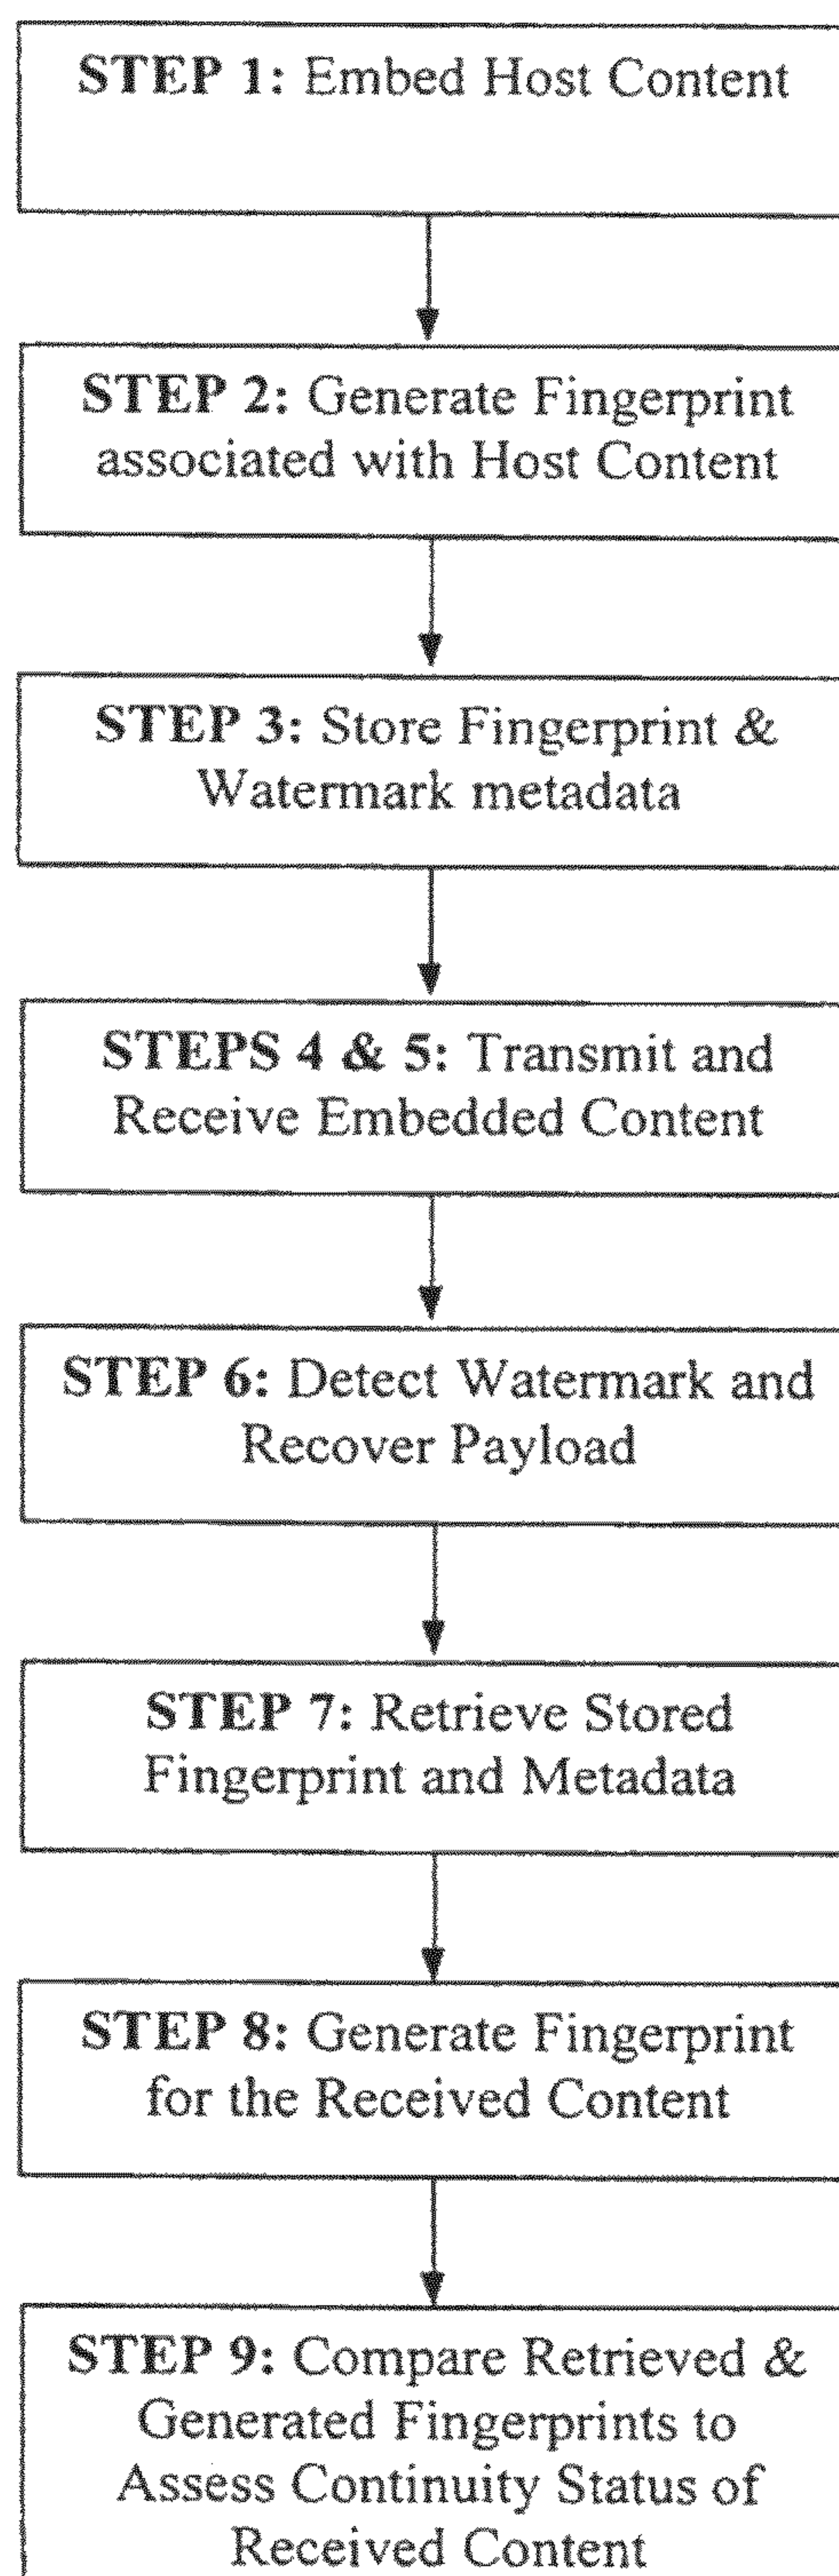 STEP 1: Embed Host Content
STEP 2: Generate Fingerprint
associated with Host Content
STEP 3: Store Fingerprint &
Watermark metadata
STEPS 4 & 5: Transmit and
Receive Embedded Content
STEP 6: Detect Watermark and
Recover Payload
STEP 7: Retrieve Stored
Fingerprint and Metadata
STEP 8: Generate Fingerprint
for the Received Content
STEP 9: Compare Retrieved &
Generated Fingerprints to
Assess Continuity Status of
Received Content